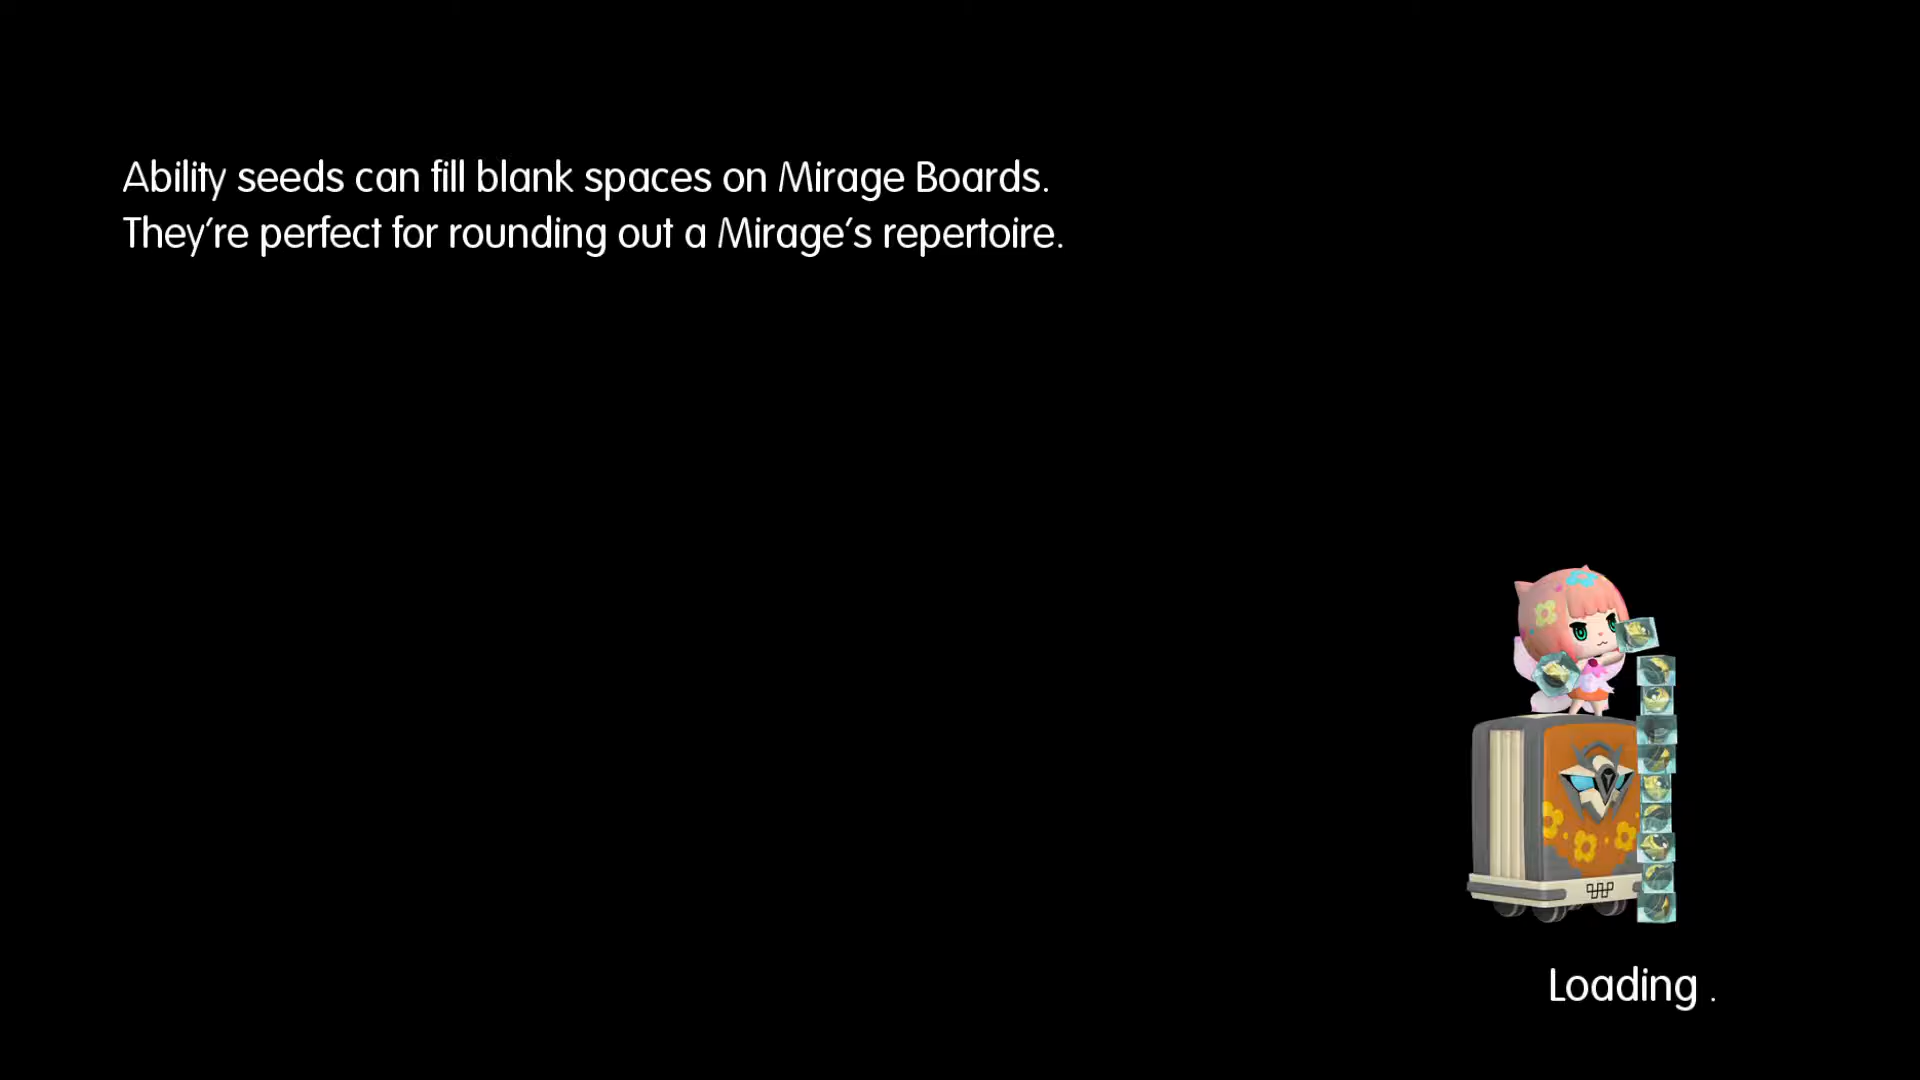 Ability seeds can fill blank spaces on Mirage Boards.
They're perfect for rounding out a Mirage's repertoire.
Loading .